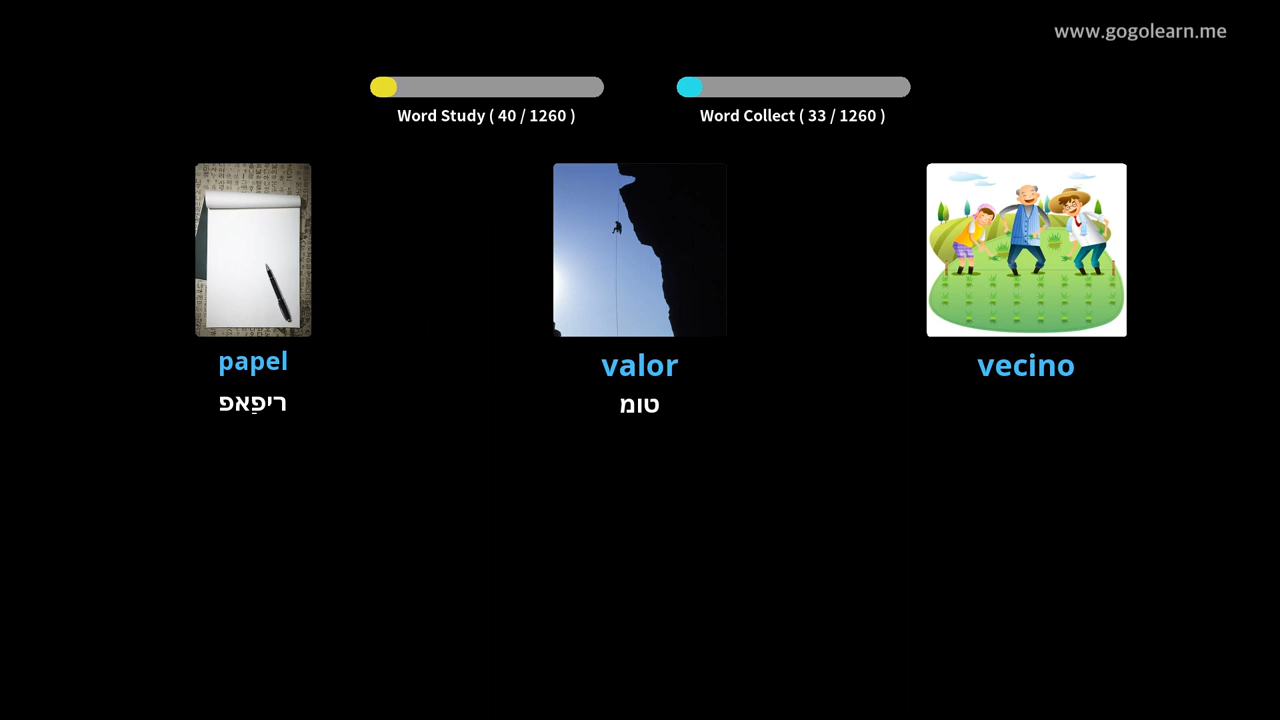 www.gogolearn.me
Word Study ( 40 / 1260 )
Word Collect ( 33 / 1260 )
papel
valor
vecino
ריפַאפ
טומ